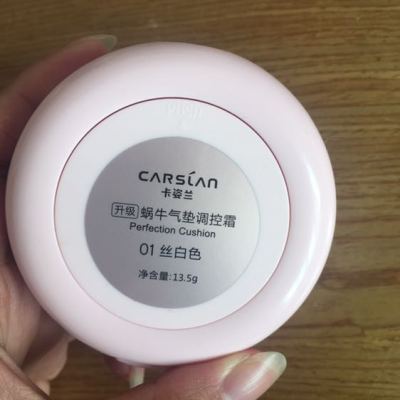 PUSH
CARSLAN
卡姿兰
升级 蜗牛气垫调控霜
Perfection Cushion
01 丝白色
净含量:13.5g